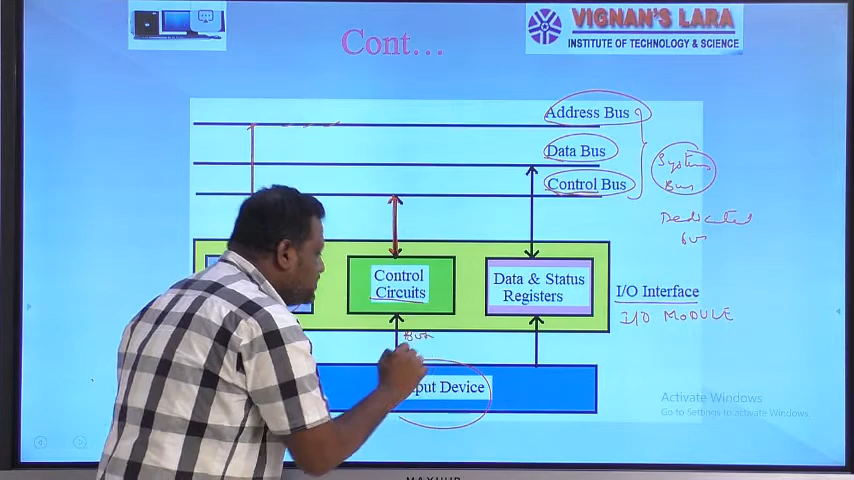 VIGNAN'S LARA
INSTITUTE OF TECHNOLOGY & SCIENCE
Cont...
Address Bus
Data Bus
Control Bus
System
Bus
Dedicated
Bus
Control
Circuits
Data & Status
Registers
I/O Interface
I/O MODULE
Bus
put Device
Activate Windows
Go to Settings to activate Windows.
MAXHUB